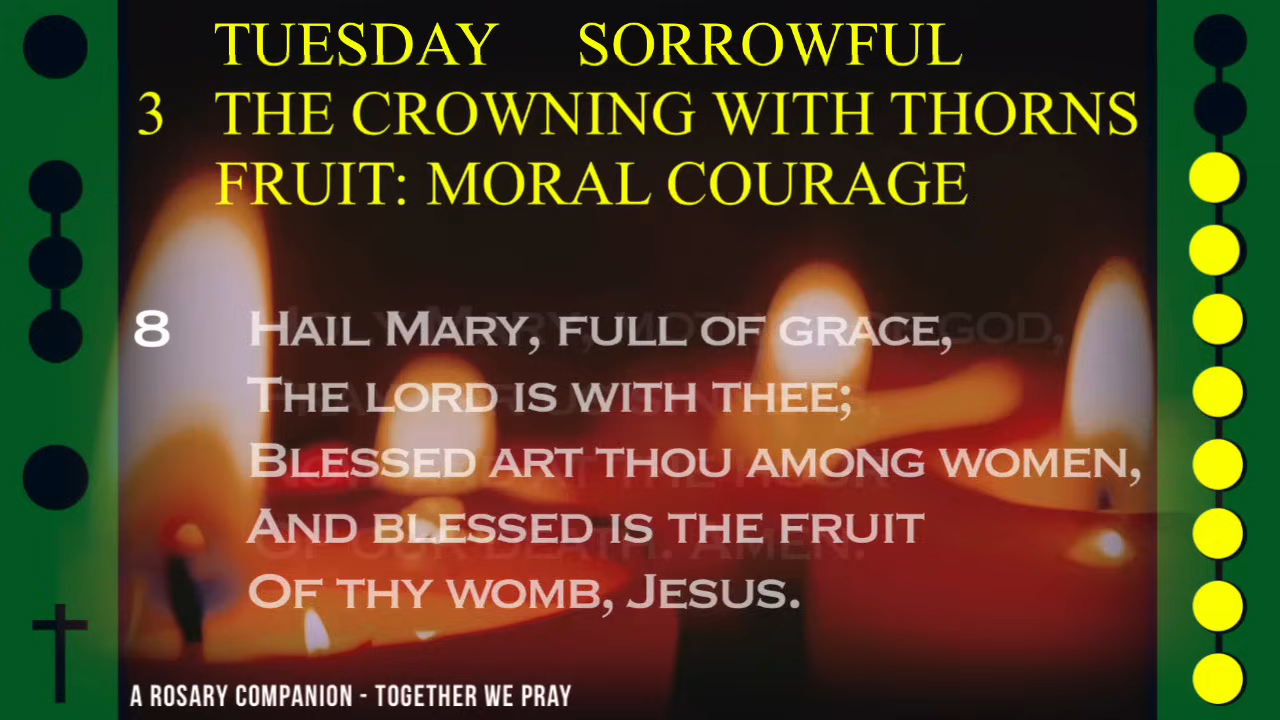 TUESDAY SORROWFUL
3 THE CROWNING WITH THORNS
FRUIT: MORAL COURAGE
8 HAIL MARY, FULL OF GRACE,
THE LORD IS WITH THEE;
BLESSED ART THOU AMONG WOMEN,
AND BLESSED IS THE FRUIT
OF THY WOMB, JESUS.
A ROSARY COMPANION - TOGETHER WE PRAY